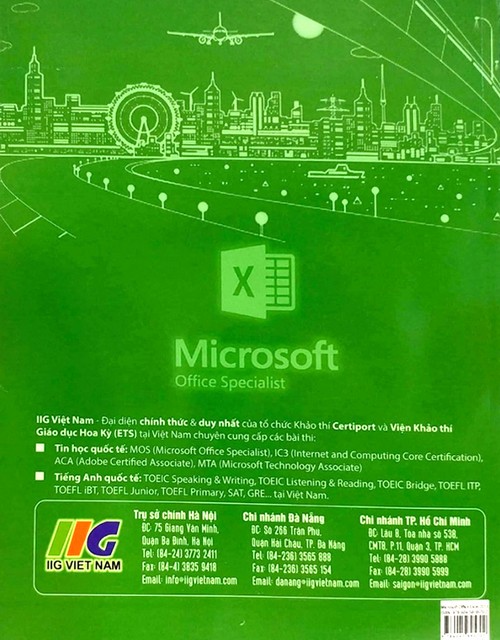 X
Microsoft
Office Specialist
IIG Việt Nam - Đại diện chính thức & duy nhất của tổ chức Khảo thí Certiport và Viện Khảo thí
Giáo dục Hoa Kỳ (ETS) tại Việt Nam chuyên cung cấp các bài thi:
Tin học quốc tế: MOS (Microsoft Office Specialist), IC3 (Internet and Computing Core Certification),
ACA (Adobe Certified Associate), MTA (Microsoft Technology Associate)
Tiếng Anh quốc tế: TOEIC Speaking & Writing, TOEIC Listening & Reading, TOEIC Bridge, TOEFL ITP,
TOEFL iBT, TOEFL Junior, TOEFL Primary, SAT, GRE... tại Việt Nam.
IIG VIET NAM
Trụ sở chính Hà Nội
ĐC: 75 Giang Văn Minh,
Quận Ba Đình, Hà Nội
Tel: (84-24) 3773 2411
Fax: (84-4) 3835 9418
Email: info@iigvietnam.com
Chi nhánh Đà Nẵng
ĐC: Số 266 Trần Phú,
Quận Hải Châu, TP. Đà Nẵng
Tel: (84-236) 3565 888
Fax: (84-236) 3565 154
Email: danang@iigvietnam.com
Chi nhánh TP. Hồ Chí Minh
ĐC: Lầu 8, Tòa nhà số 538,
CMT8, P.11, Quận 3, TP. HCM
Tel: (84-28) 3990 5888
Fax: (84-28) 3990 5999
Email: saigon@iigvietnam.com